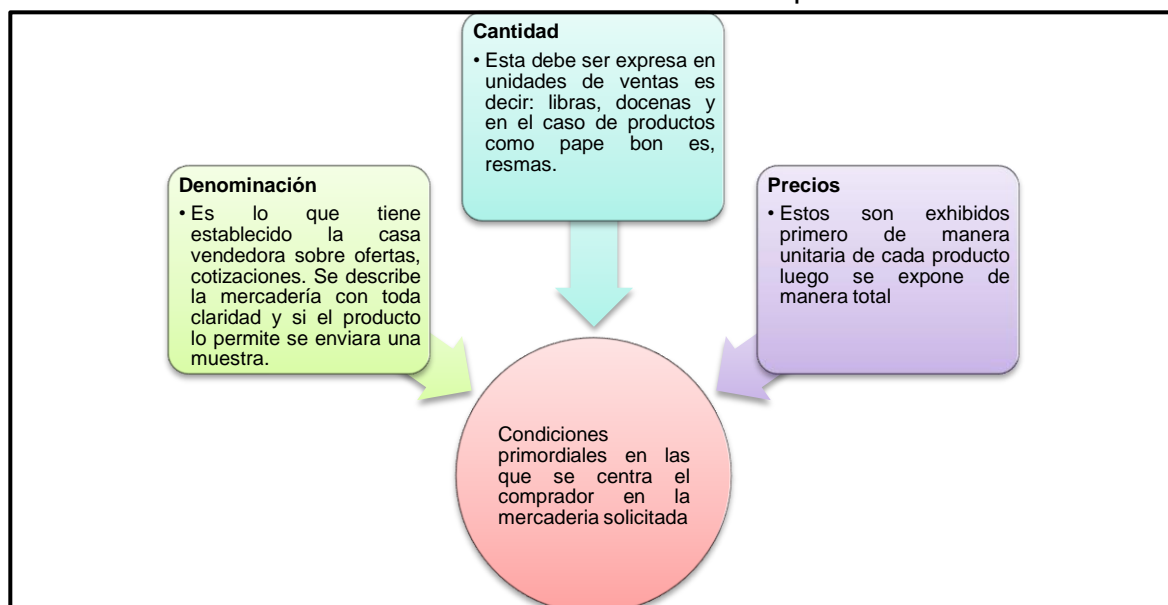 Cantidad
• Esta debe ser expresa en
unidades de ventas es
decir: libras, docenas y
en el caso de productos
como pape bon es,
resmas.
Denominación
• Es lo que tiene
establecido la casa
vendedora sobre ofertas,
cotizaciones. Se describe
la mercadería con toda
claridad y si el producto
lo permite se enviara una
muestra.
Precios
• Estos son exhibidos
primero de manera
unitaria de cada producto
luego se expone de
manera total
Condiciones
primordiales en las
que se centra el
comprador en la
mercaderia solicitada